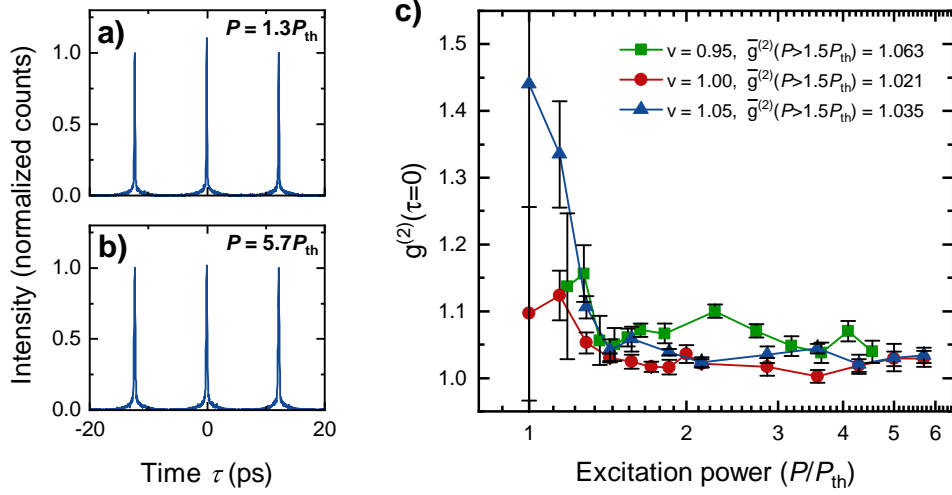 a)
P = 1.3Pth
1.0
0.5
0.0
-20
0
20
b)
P = 5.7Pth
1.0
0.5
0.0
-20
0
20
Intensity (normalized counts)
Time τ (ps)
c)
v = 0.95, g̅(2)(P>1.5Pth) = 1.063
v = 1.00, g̅(2)(P>1.5Pth) = 1.021
v = 1.05, g̅(2)(P>1.5Pth) = 1.035
1.5
1.4
1.3
1.2
1.1
1.0
g(2)(τ=0)
1
2
3
4
5
6
Excitation power (P/Pth)